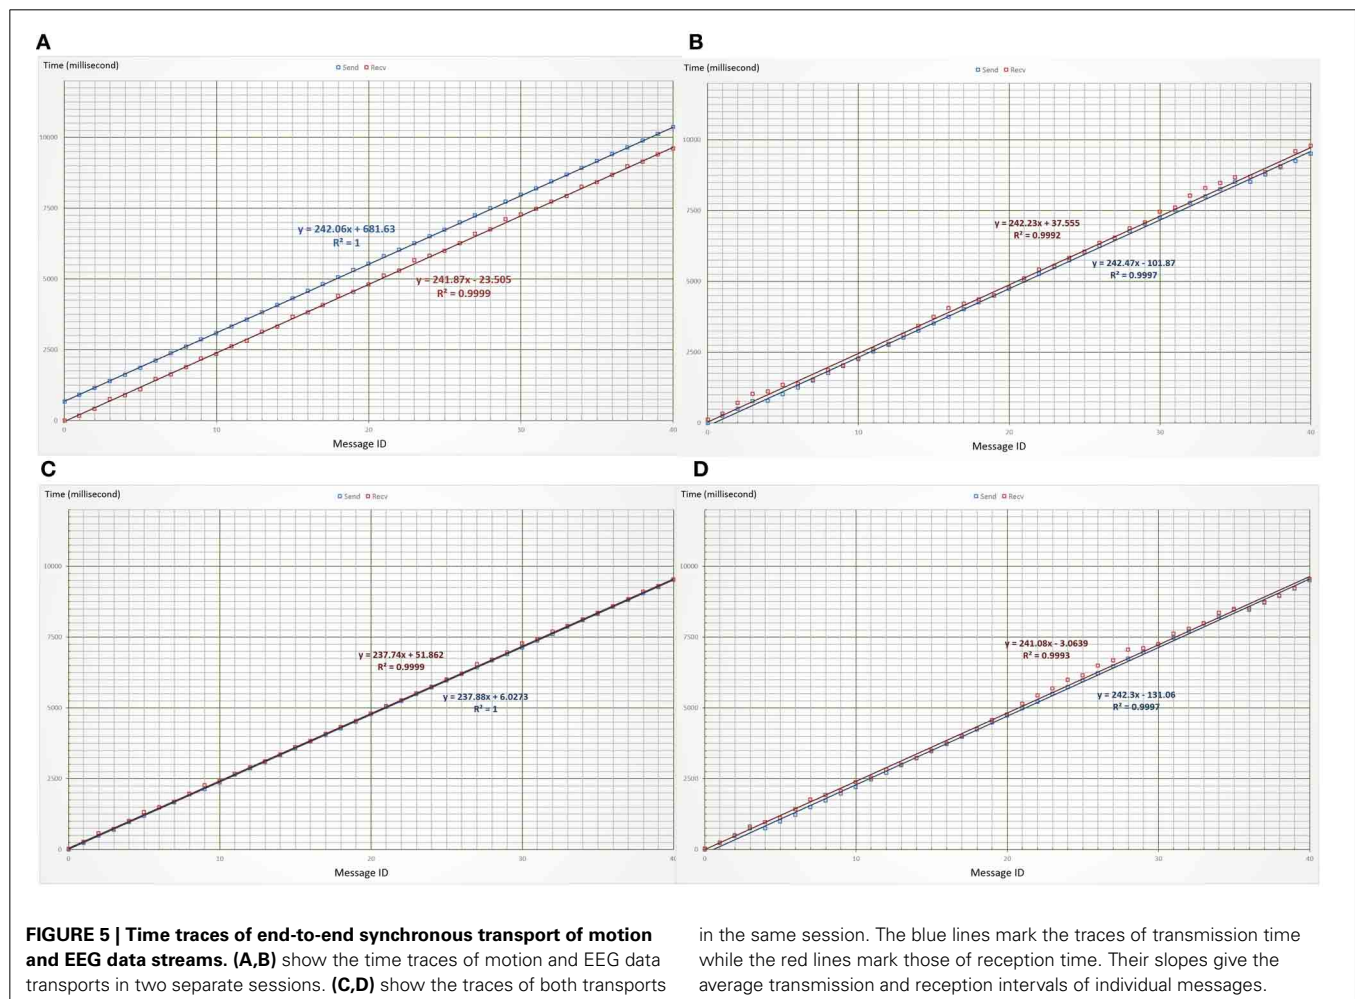 A
Time (millisecond)
Send Recv
10000
7500
5000
2500
0
y = 242.06x + 681.63
R² = 1
y = 241.87x - 23.505
R² = 0.9999
0 10 20 30 40
Message ID
B
Time (millisecond)
Send Recv
10000
7500
5000
2500
0
y = 242.23x + 37.555
R² = 0.9992
y = 242.47x - 101.87
R² = 0.9997
0 10 20 30 40
Message ID
C
Time (millisecond)
Send Recv
10000
7500
5000
2500
0
y = 237.74x + 51.862
R² = 0.9999
y = 237.88x + 6.0273
R² = 1
0 10 20 30 40
Message ID
D
Time (millisecond)
Send Recv
10000
7500
5000
2500
0
y = 241.08x - 3.0639
R² = 0.9993
y = 242.3x - 131.06
R² = 0.9997
0 10 20 30 40
Message ID
FIGURE 5 | Time traces of end-to-end synchronous transport of motion
and EEG data streams. (A,B) show the time traces of motion and EEG data
transports in two separate sessions. (C,D) show the traces of both transports
in the same session. The blue lines mark the traces of transmission time
while the red lines mark those of reception time. Their slopes give the
average transmission and reception intervals of individual messages.